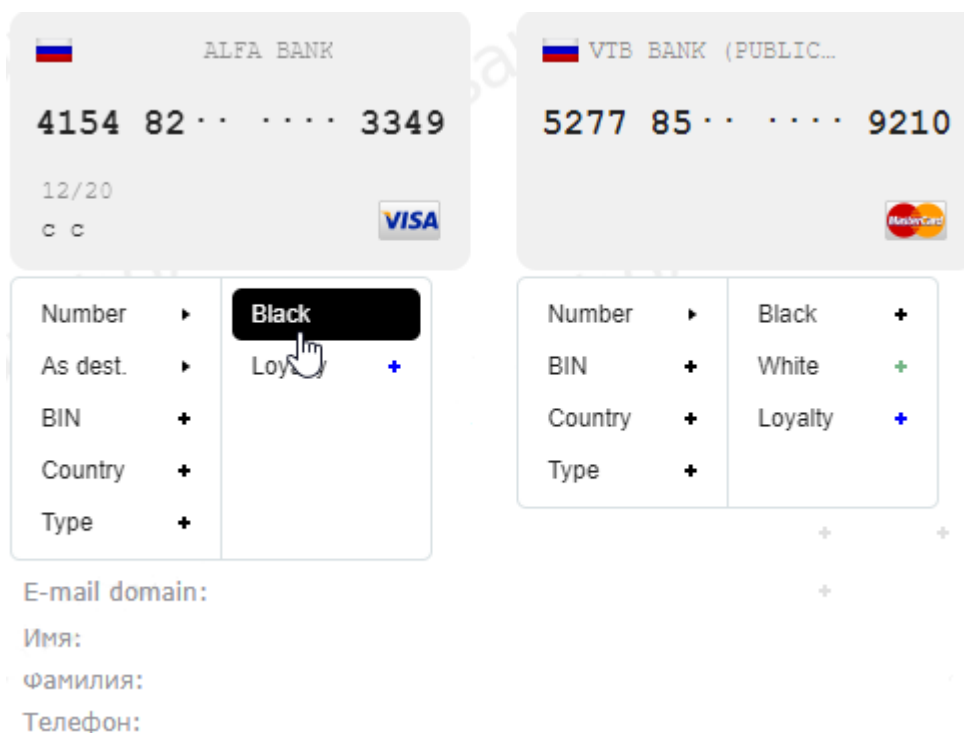 ALFA BANK
4154 82·· ···· 3349
12/20
c c
VISA
VTB BANK (PUBLIC…
5277 85·· ···· 9210
MasterCard
Number
As dest.
BIN
Country
Type
Black
Number
BIN
Country
Type
Black
White
Loyalty
E-mail domain:
Имя:
Фамилия:
Телефон: